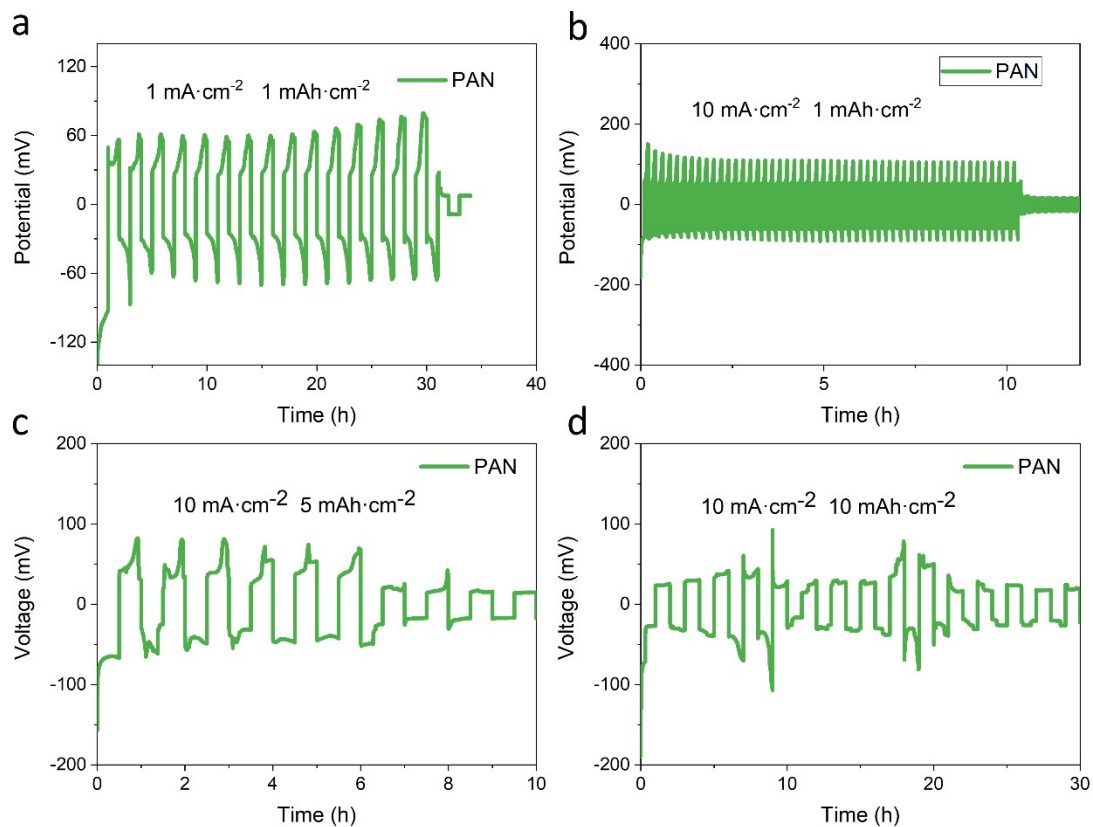 a
120
60
0
-60
-120
Potential (mV)
1 mA·cm-2 1 mAh·cm-2
PAN
0 10 20 30 40
Time (h)
b
400
200
0
-200
-400
Potential (mV)
10 mA·cm-2 1 mAh·cm-2
PAN
0 5 10
Time (h)
c
200
100
0
-100
-200
Voltage (mV)
10 mA·cm-2 5 mAh·cm-2
PAN
0 2 4 6 8 10
Time (h)
d
200
100
0
-100
-200
Voltage (mV)
10 mA·cm-2 10 mAh·cm-2
PAN
0 10 20 30
Time (h)